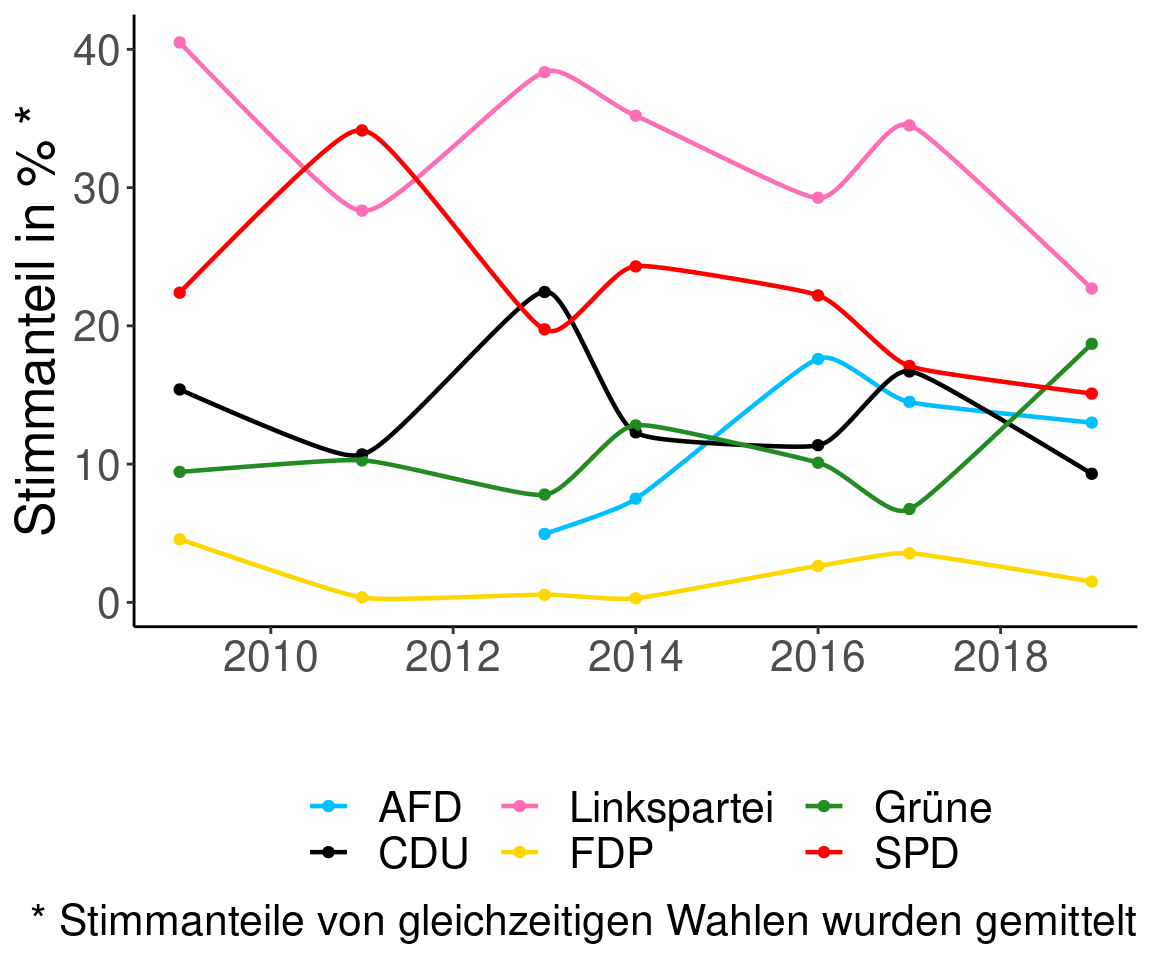 Stimmanteil in % *
40
30
20
10
0
2010 2012 2014 2016 2018
AFD Linkspartei Grüne
CDU FDP SPD
* Stimmanteile von gleichzeitigen Wahlen wurden gemittelt